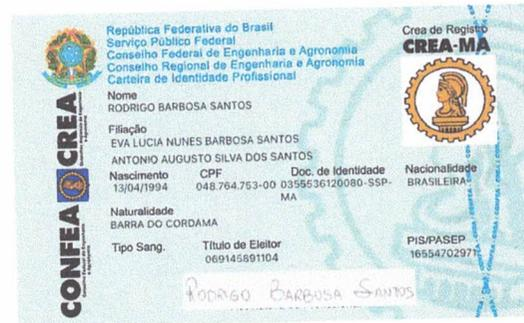 República Federativa do Brasil
Serviço Público Federal
Conselho Federal de Engenharia e Agronomia
Conselho Regional de Engenharia e Agronomia
Carteira de Identidade Profissional
Crea de Registro
CREA-MA
Nome
RODRIGO BARBOSA SANTOS
Filiação
EVA LUCIA NUNES BARBOSA SANTOS
ANTONIO AUGUSTO SILVA DOS SANTOS
Nascimento CPF Doc. de Identidade Nacionalidade
13/04/1994 048.764.753-00 0355536120080-SSP-MA BRASILEIRA
Naturalidade
BARRA DO CORDAMA
Tipo Sang. Título de Eleitor PIS/PASEP
069145891104 16554702971
RODRIGO BARBOSA SANTOS
CONFEA CREA